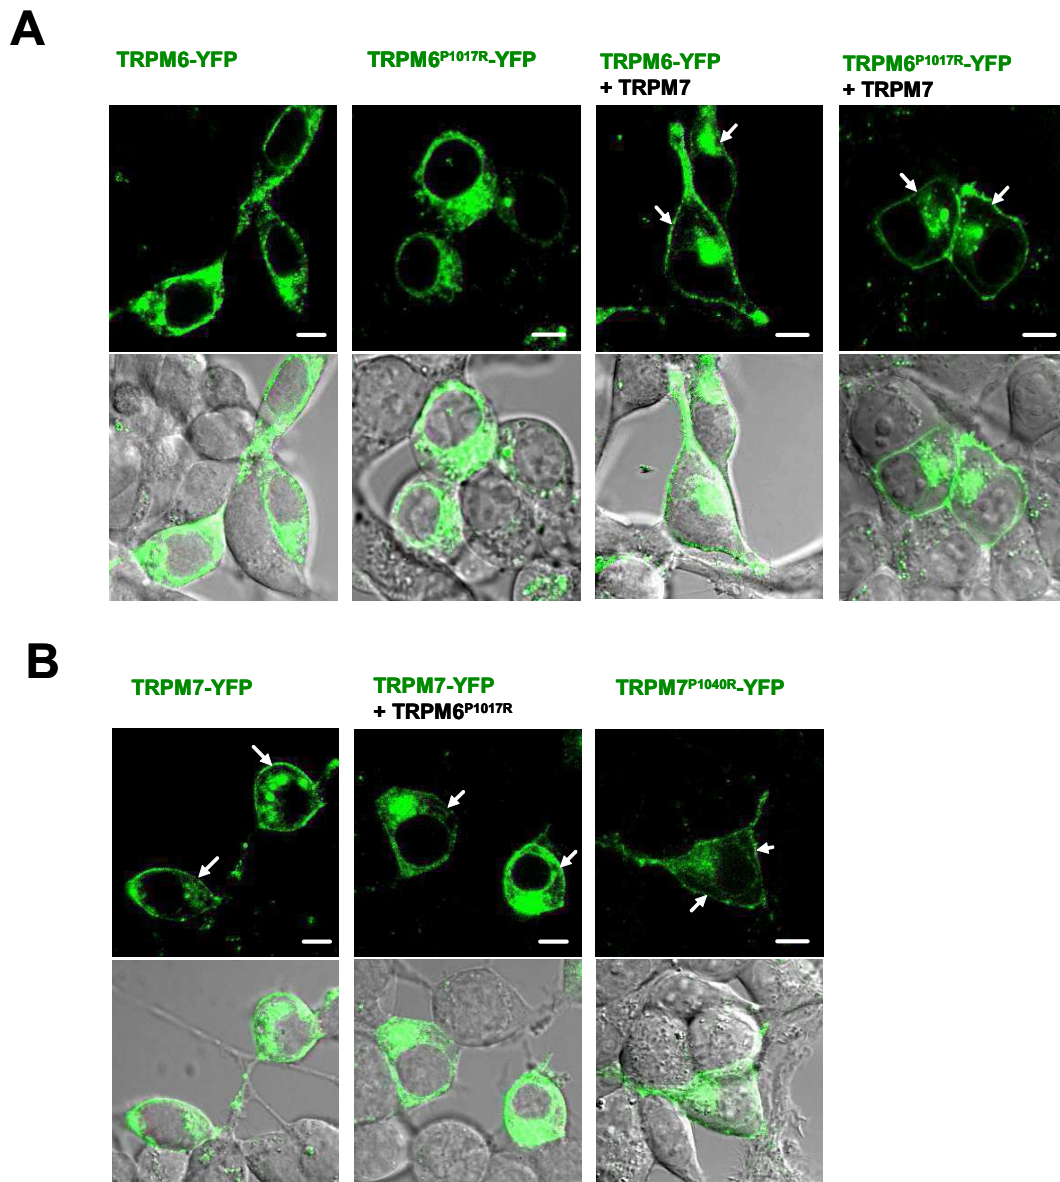 A
TRPM6-YFP
TRPM6P1017R-YFP
TRPM6-YFP
+ TRPM7
TRPM6P1017R-YFP
+ TRPM7
B
TRPM7-YFP
TRPM7-YFP
+ TRPM6P1017R
TRPM7P1040R-YFP